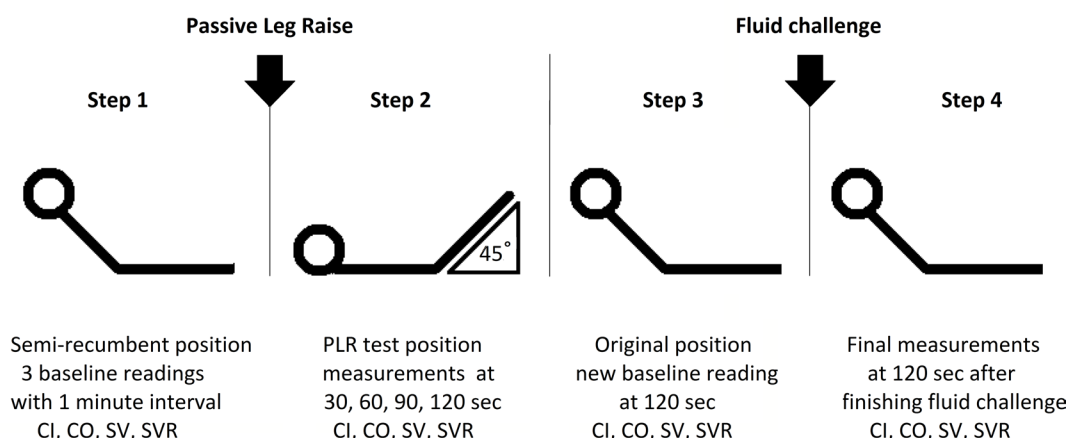 Passive Leg Raise
Fluid challenge
Step 1
Step 2
Step 3
Step 4
45°
Semi-recumbent position
3 baseline readings
with 1 minute interval
CI, CO, SV, SVR
PLR test position
measurements at
30, 60, 90, 120 sec
CI, CO, SV, SVR
Original position
new baseline reading
at 120 sec
CI, CO, SV, SVR
Final measurements
at 120 sec after
finishing fluid challenge
CI, CO, SV, SVR